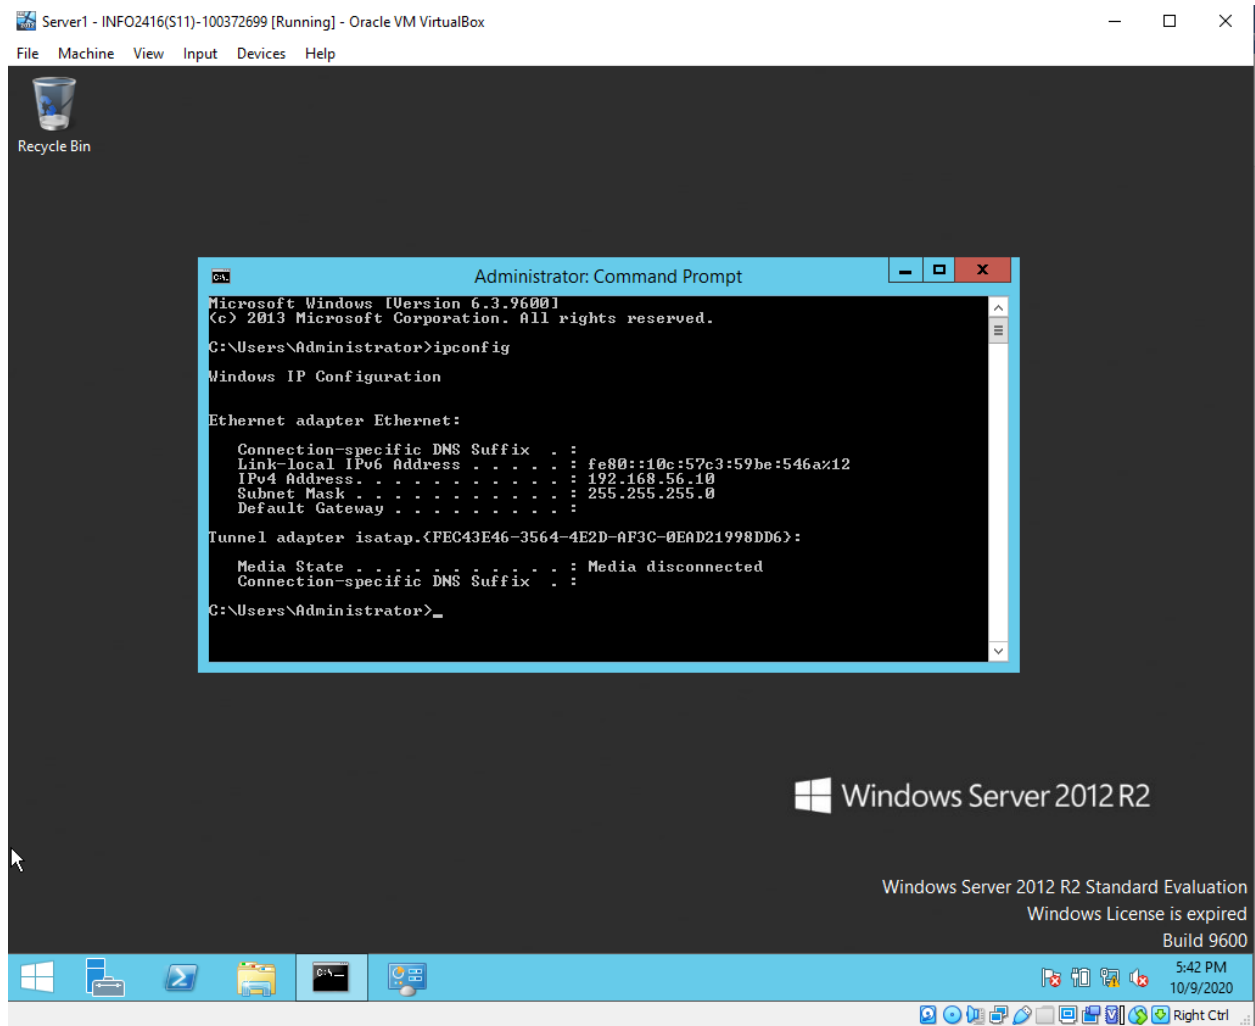 Server1 - INFO2416(S11)-100372699 [Running] - Oracle VM VirtualBox
File Machine View Input Devices Help
Recycle Bin
Administrator: Command Prompt
Microsoft Windows [Version 6.3.9600]
(c) 2013 Microsoft Corporation. All rights reserved.
C:\Users\Administrator>ipconfig
Windows IP Configuration
Ethernet adapter Ethernet:
Connection-specific DNS Suffix . :
Link-local IPv6 Address . . . . . : fe80::10c:57c3:59be:546a%12
IPv4 Address. . . . . . . . . . . : 192.168.56.10
Subnet Mask . . . . . . . . . . . : 255.255.255.0
Default Gateway . . . . . . . . . :
Tunnel adapter isatap.{FEC43E46-3564-4E2D-AF3C-0EAD21998DD6}:
Media State . . . . . . . . . . . : Media disconnected
Connection-specific DNS Suffix . :
C:\Users\Administrator>_
Windows Server 2012 R2
Windows Server 2012 R2 Standard Evaluation
Windows License is expired
Build 9600
5:42 PM
10/9/2020
Right Ctrl